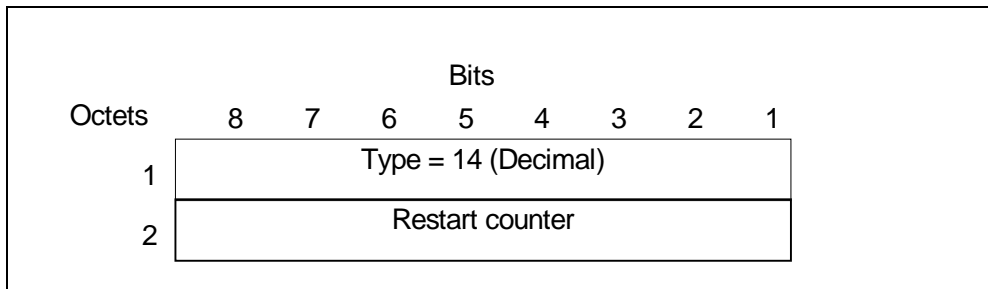 Bits
Octets 8 7 6 5 4 3 2 1
1 Type = 14 (Decimal)
2 Restart counter